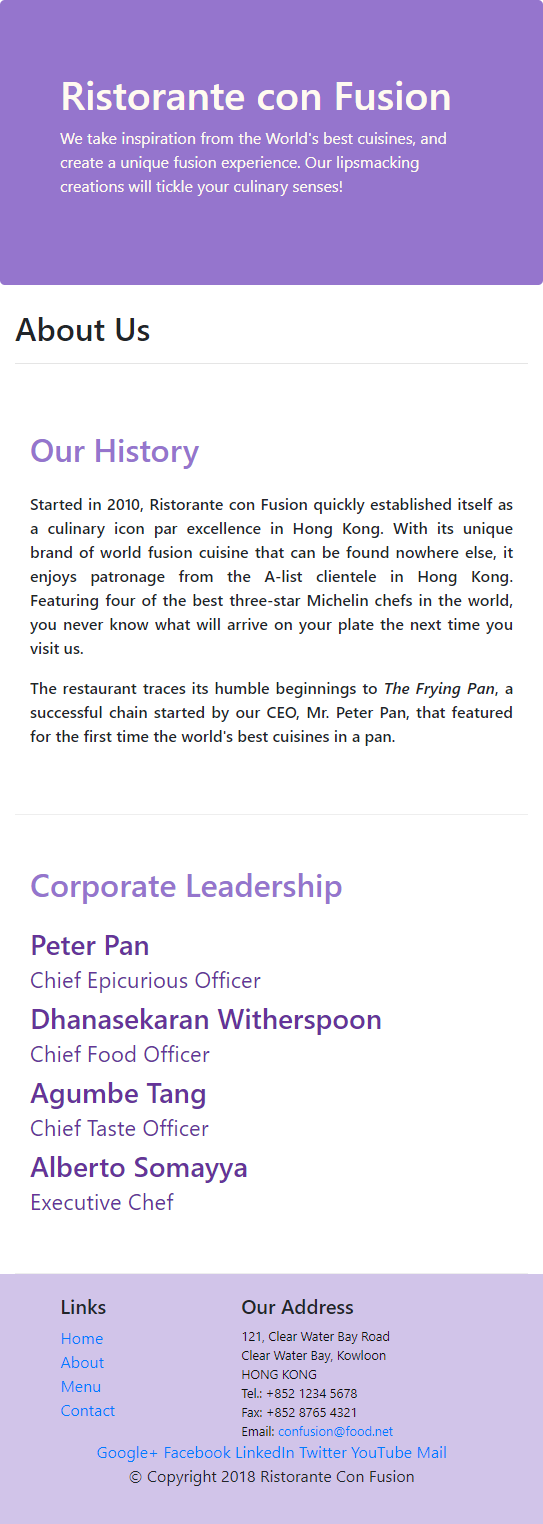 Ristorante con Fusion
We take inspiration from the World's best cuisines, and
create a unique fusion experience. Our lipsmacking
creations will tickle your culinary senses!
About Us
Our History
Started in 2010, Ristorante con Fusion quickly established itself as
a culinary icon par excellence in Hong Kong. With its unique
brand of world fusion cuisine that can be found nowhere else, it
enjoys patronage from the A-list clientele in Hong Kong.
Featuring four of the best three-star Michelin chefs in the world,
you never know what will arrive on your plate the next time you
visit us.
The restaurant traces its humble beginnings to The Frying Pan, a
successful chain started by our CEO, Mr. Peter Pan, that featured
for the first time the world's best cuisines in a pan.
Corporate Leadership
Peter Pan
Chief Epicurious Officer
Dhanasekaran Witherspoon
Chief Food Officer
Agumbe Tang
Chief Taste Officer
Alberto Somayya
Executive Chef
Links
Home
About
Menu
Contact
Our Address
121, Clear Water Bay Road
Clear Water Bay, Kowloon
HONG KONG
Tel.: +852 1234 5678
Fax: +852 8765 4321
Email: confusion@food.net
Google+ Facebook LinkedIn Twitter YouTube Mail
© Copyright 2018 Ristorante Con Fusion